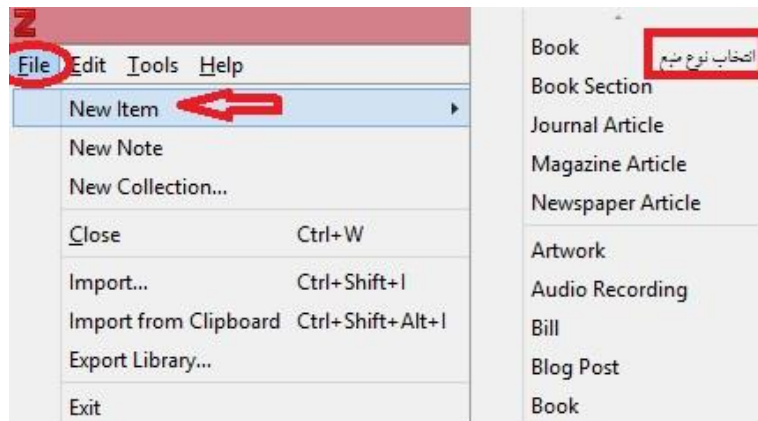 Z
File Edit Tools Help
New Item
New Note
New Collection...
Close Ctrl+W
Import... Ctrl+Shift+I
Import from Clipboard Ctrl+Shift+Alt+I
Export Library...
Exit
انتخاب نوع منبع
Book
Book Section
Journal Article
Magazine Article
Newspaper Article
Artwork
Audio Recording
Bill
Blog Post
Book